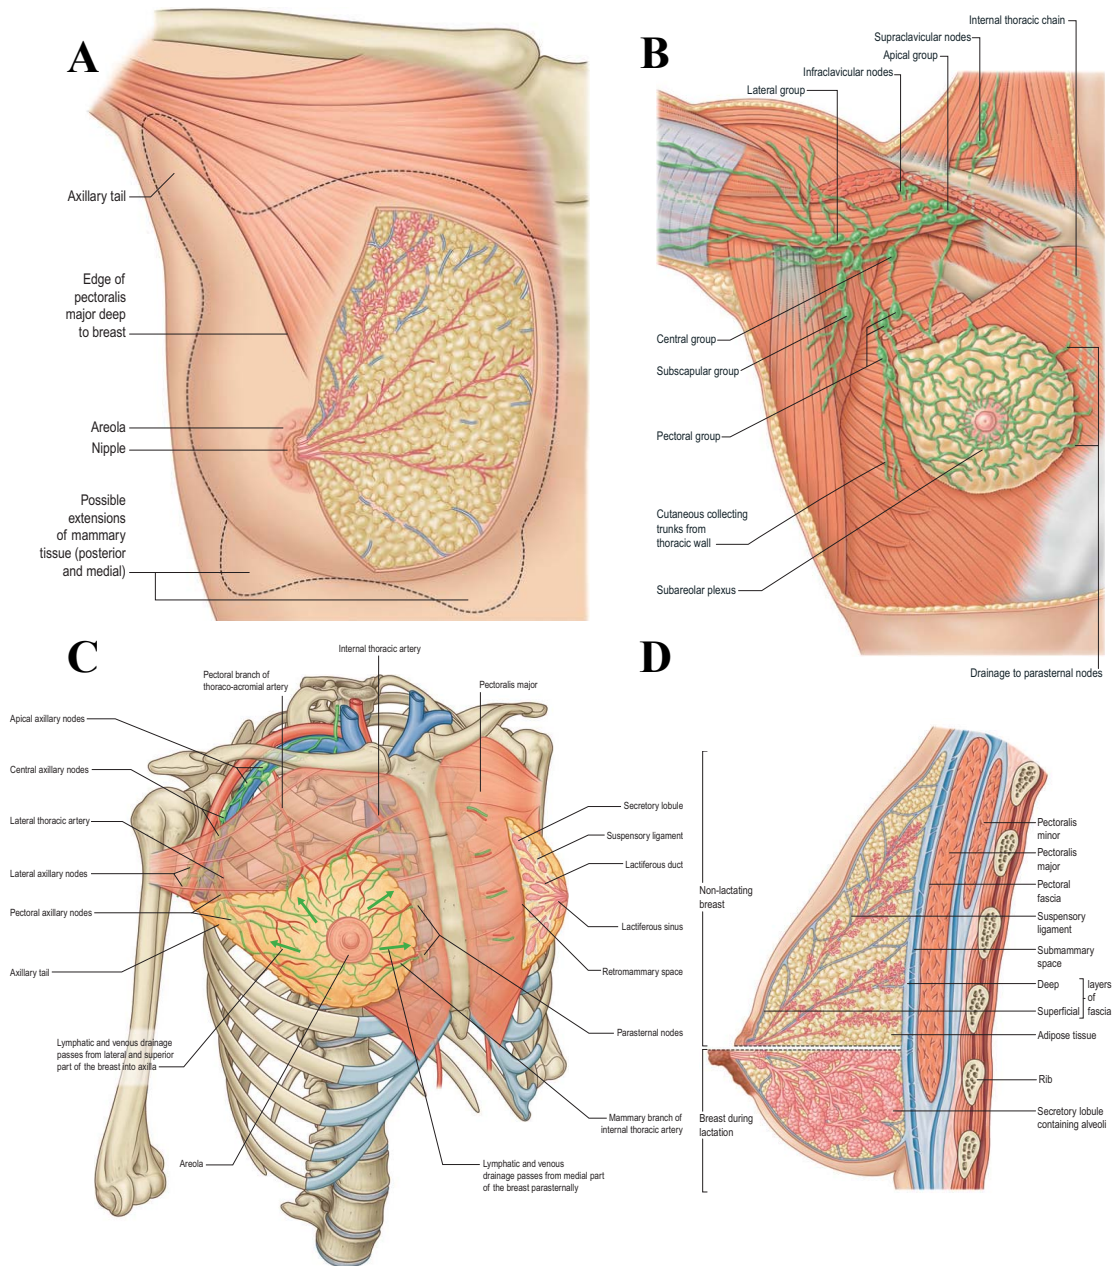 A
Axillary tail
Edge of
pectoralis
major deep
to breast
Areola
Nipple
Possible
extensions
of mammary
tissue (posterior
and medial)
B
Internal thoracic chain
Supraclavicular nodes
Apical group
Infraclavicular nodes
Lateral group
Central group
Subscapular group
Pectoral group
Cutaneous collecting
trunks from
thoracic wall
Subareolar plexus
Drainage to parasternal nodes
C
Internal thoracic artery
Pectoral branch of
thoraco-acromial artery
Pectoralis major
Apical axillary nodes
Central axillary nodes
Lateral thoracic artery
Lateral axillary nodes
Pectoral axillary nodes
Axillary tail
Lymphatic and venous drainage
passes from lateral and superior
part of the breast into axilla
Areola
Secretory lobule
Suspensory ligament
Lactiferous duct
Lactiferous sinus
Retromammary space
Parasternal nodes
Mammary branch of
internal thoracic artery
Lymphatic and venous
drainage passes from medial part
of the breast parasternally
D
Non-lactating
breast
Breast during
lactation
Pectoralis
minor
Pectoralis
major
Pectoral
fascia
Suspensory
ligament
Submammary
space
Deep
Superficial
layers
of
fascia
Adipose tissue
Rib
Secretory lobule
containing alveoli